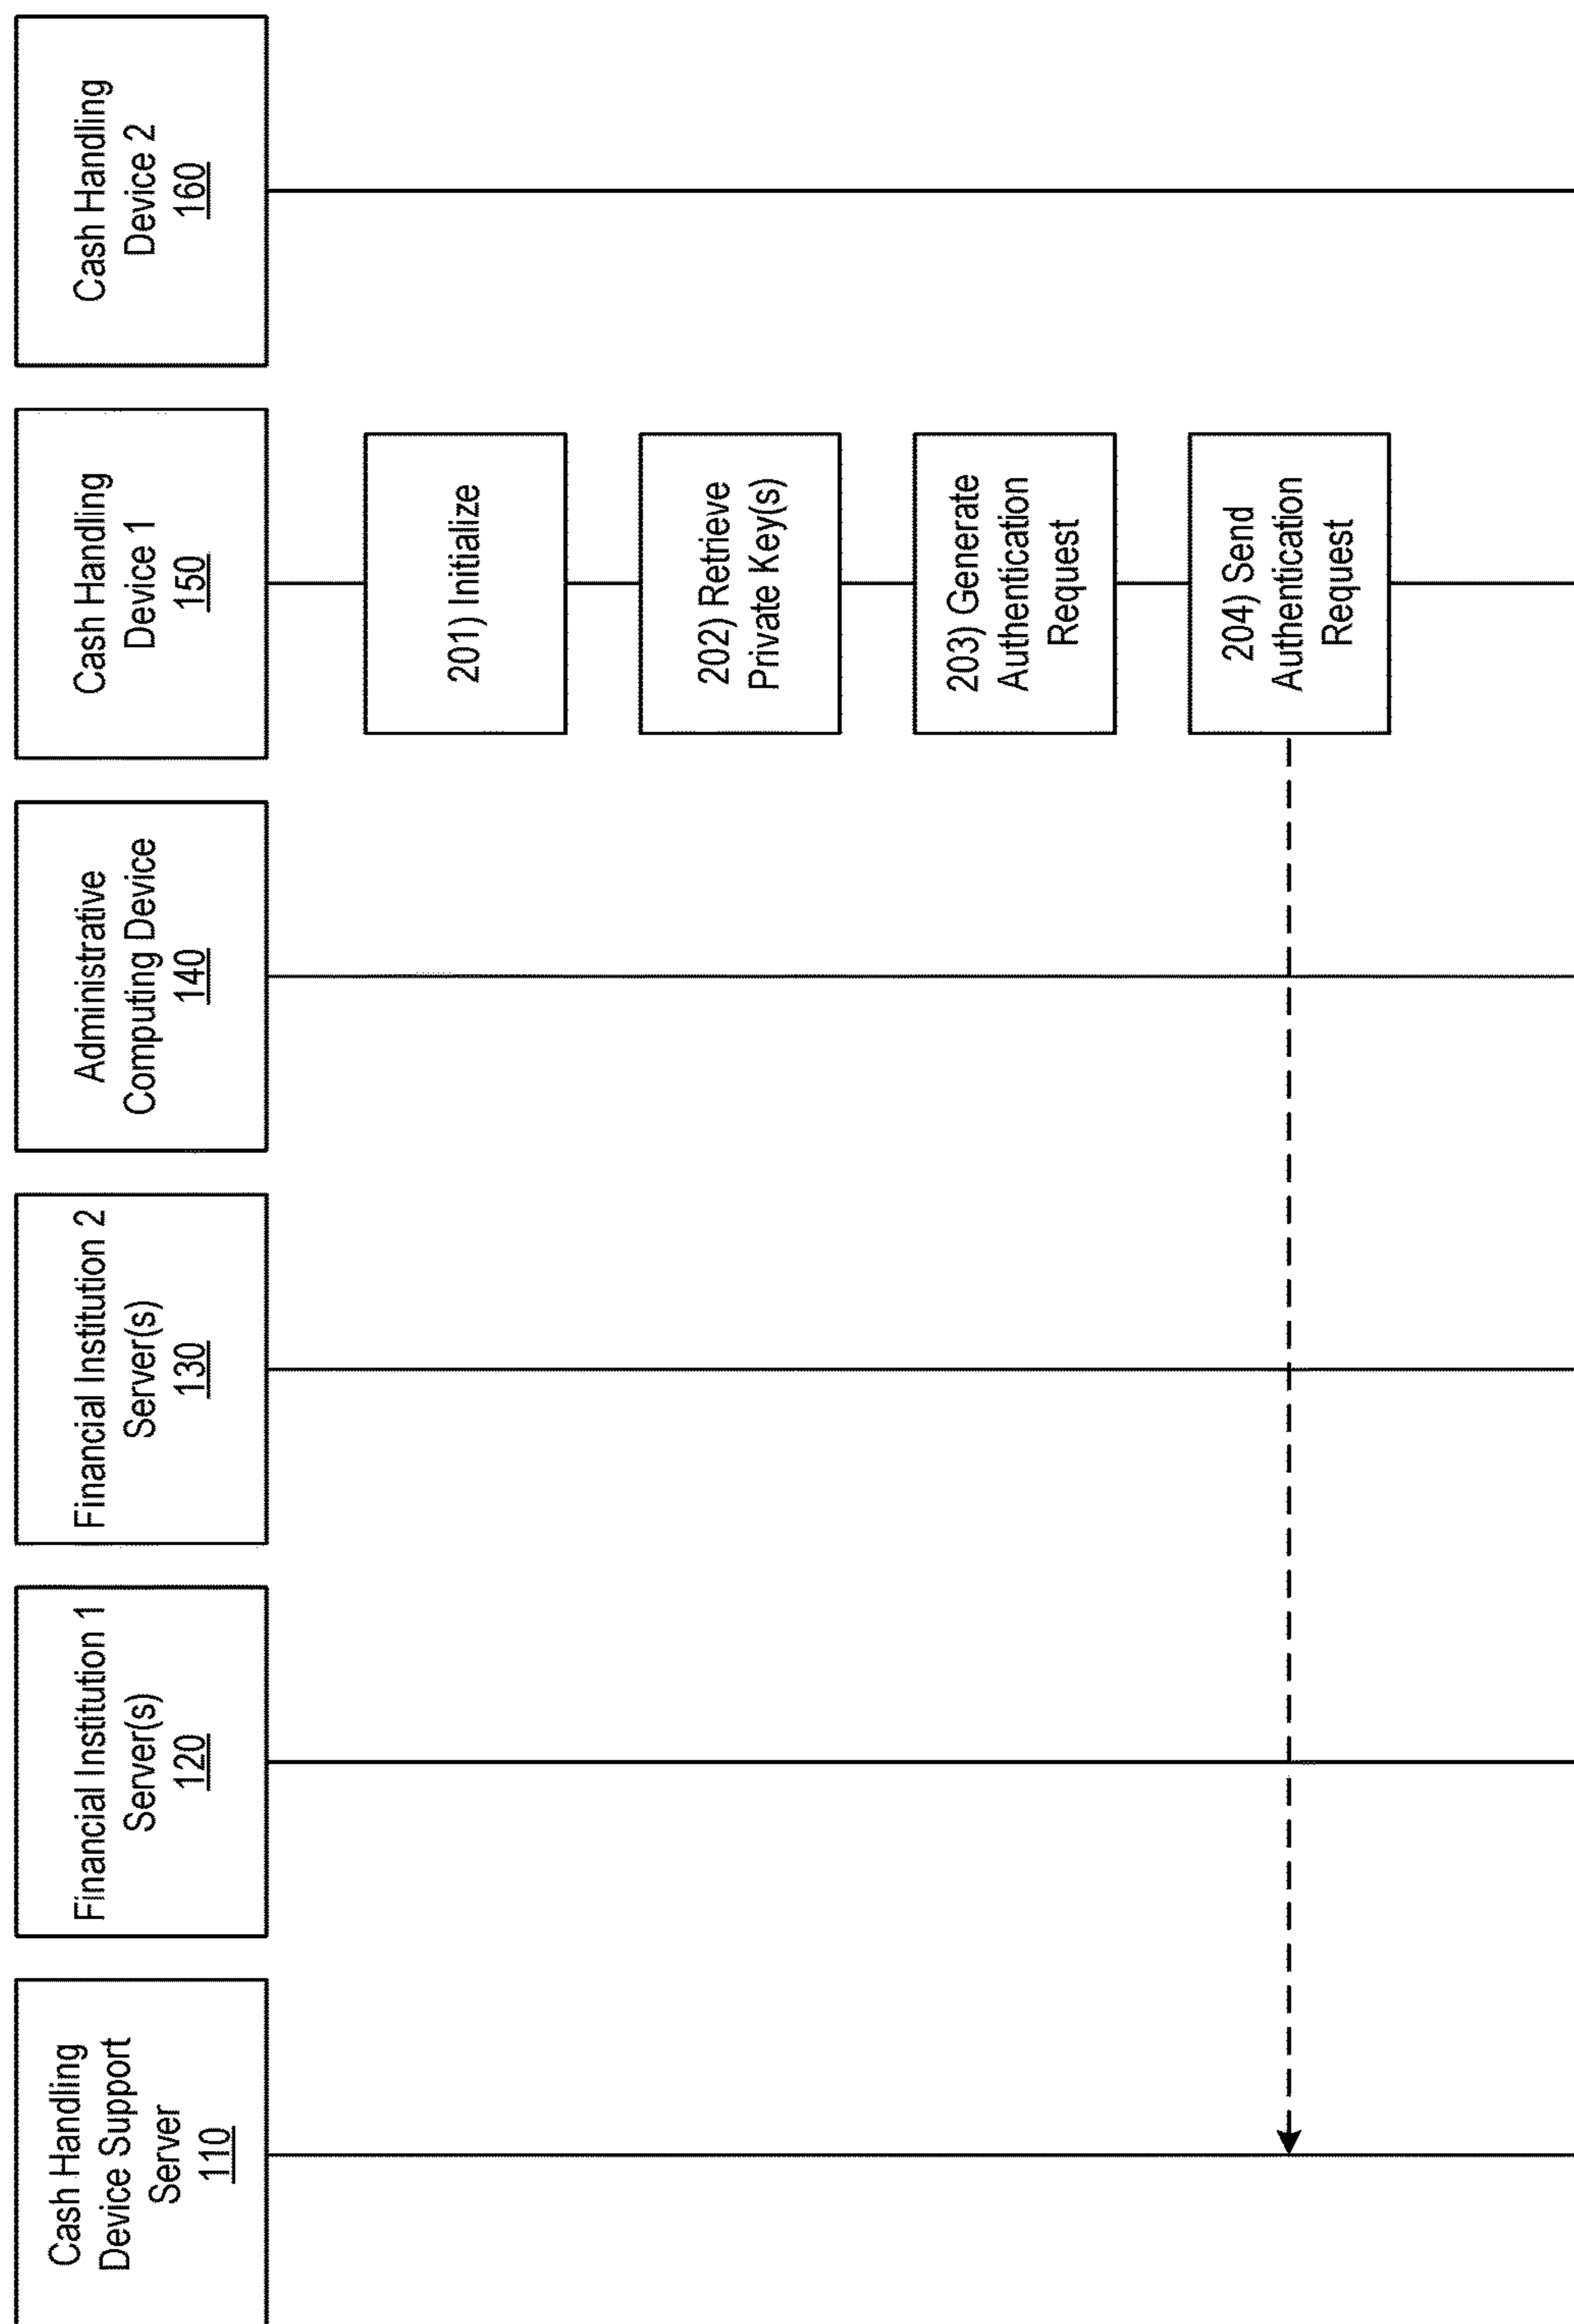 Cash Handling
Device Support
Server
110
Financial Institution 1
Server(s)
120
Financial Institution 2
Server(s)
130
Administrative
Computing Device
140
Cash Handling
Device 1
150
Cash Handling
Device 2
160
201) Initialize
202) Retrieve
Private Key(s)
203) Generate
Authentication
Request
204) Send
Authentication
Request